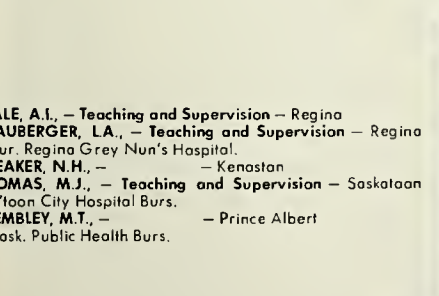 ALE, A.I., – Teaching and Supervision – Regina
AUBERGER, L.A., – Teaching and Supervision – Regina
ur. Regina Grey Nun's Hospital.
EAKER, N.H., – – Kenaston
OMAS, M.J., – Teaching and Supervision – Saskatoon
'toon City Hospital Burs.
EMBLEY, M.T., – – Prince Albert
ask. Public Health Burs.